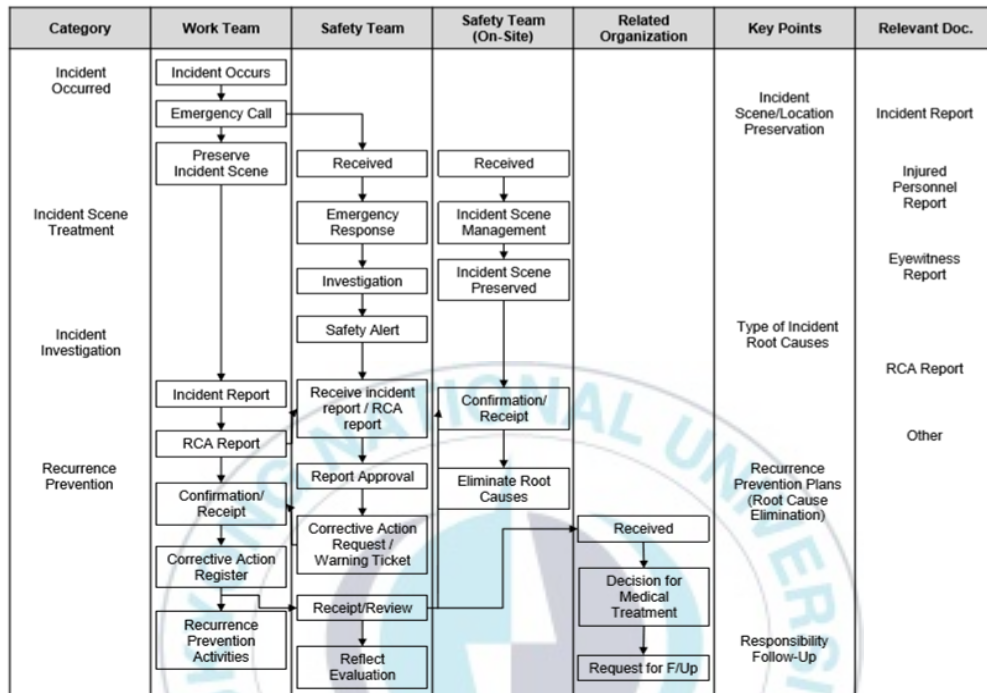 Category
Work Team
Safety Team
Safety Team
(On-Site)
Related
Organization
Key Points
Relevant Doc.
Incident
Occurred
Incident Scene
Treatment
Incident
Investigation
Recurrence
Prevention
Incident Occurs
Emergency Call
Preserve
Incident Scene
Incident Report
RCA Report
Confirmation/
Receipt
Corrective Action
Register
Recurrence
Prevention
Activities
Received
Emergency
Response
Investigation
Safety Alert
Receive incident
report / RCA
report
Report Approval
Corrective Action
Request /
Warning Ticket
Receipt/Review
Reflect
Evaluation
Received
Incident Scene
Management
Incident Scene
Preserved
Confirmation/
Receipt
Eliminate Root
Causes
Received
Decision for
Medical
Treatment
Request for F/Up
Incident
Scene/Location
Preservation
Type of Incident
Root Causes
Recurrence
Prevention Plans
(Root Cause
Elimination)
Responsibility
Follow-Up
Incident Report
Injured
Personnel
Report
Eyewitness
Report
RCA Report
Other
NATIONAL